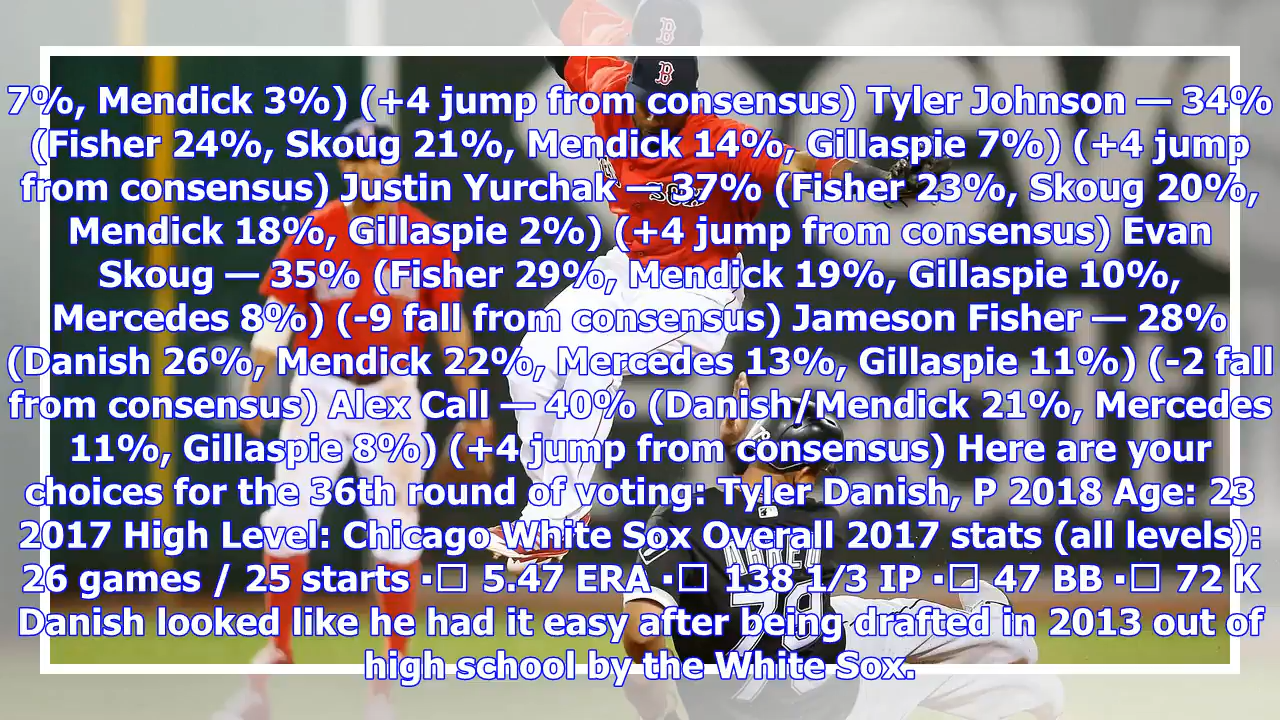 7%, Mendick 3%) (+4 jump from consensus) Tyler Johnson — 34%
(Fisher 24%, Skoug 21%, Mendick 14%, Gillaspie 7%) (+4 jump
from consensus) Justin Yurchak — 37% (Fisher 23%, Skoug 20%,
Mendick 18%, Gillaspie 2%) (+4 jump from consensus) Evan
Skoug — 35% (Fisher 29%, Mendick 19%, Gillaspie 10%,
Mercedes 8%) (-9 fall from consensus) Jameson Fisher — 28%
(Danish 26%, Mendick 22%, Mercedes 13%, Gillaspie 11%) (-2 fall
from consensus) Alex Call — 40% (Danish/Mendick 21%, Mercedes
11%, Gillaspie 8%) (+4 jump from consensus) Here are your
choices for the 36th round of voting: Tyler Danish, P 2018 Age: 23
2017 High Level: Chicago White Sox Overall 2017 stats (all levels):
26 games / 25 starts ·□ 5.47 ERA ·□ 138 1/3 IP ·□ 47 BB ·□ 72 K
Danish looked like he had it easy after being drafted in 2013 out of
high school by the White Sox.
B
B
ABREU
79